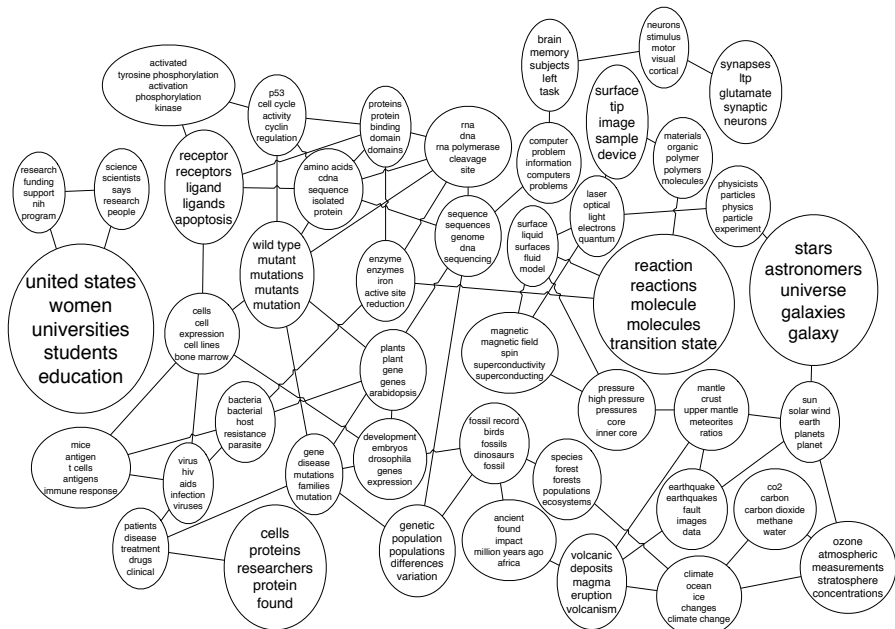 activated
tyrosine phosphorylation
activation
phosphorylation
kinase
p53
cell cycle
activity
cyclin
regulation
proteins
protein
binding
domain
domains
rna
dna
rna polymerase
cleavage
site
brain
memory
subjects
left
task
neurons
stimulus
motor
visual
cortical
synapses
ltp
glutamate
synaptic
neurons
surface
tip
image
sample
device
computer
problem
information
computers
problems
materials
organic
polymer
polymers
molecules
research
funding
support
nih
program
science
scientists
says
research
people
receptor
receptors
ligand
ligands
apoptosis
amino acids
cdna
sequence
isolated
protein
sequence
sequences
genome
dna
sequencing
surface
liquid
surfaces
fluid
model
laser
optical
light
electrons
quantum
physicists
particles
physics
particle
experiment
united states
women
universities
students
education
wild type
mutant
mutations
mutants
mutation
enzyme
enzymes
iron
active site
reduction
reaction
reactions
molecule
molecules
transition state
stars
astronomers
universe
galaxies
galaxy
cells
cell
expression
cell lines
bone marrow
plants
plant
gene
genes
arabidopsis
magnetic
magnetic field
spin
superconductivity
superconducting
pressure
high pressure
pressures
core
inner core
mantle
crust
upper mantle
meteorites
ratios
sun
solar wind
earth
planets
planet
bacteria
bacterial
host
resistance
parasite
mice
antigen
t cells
antigens
immune response
virus
hiv
aids
infection
viruses
gene
disease
mutations
families
mutation
development
embryos
drosophila
genes
expression
fossil record
birds
fossils
dinosaurs
fossil
species
forest
forests
populations
ecosystems
earthquake
earthquakes
fault
images
data
co2
carbon
carbon dioxide
methane
water
patients
disease
treatment
drugs
clinical
cells
proteins
researchers
protein
found
genetic
population
populations
differences
variation
ancient
found
impact
million years ago
africa
volcanic
deposits
magma
eruption
volcanism
climate
ocean
ice
changes
climate change
ozone
atmospheric
measurements
stratosphere
concentrations